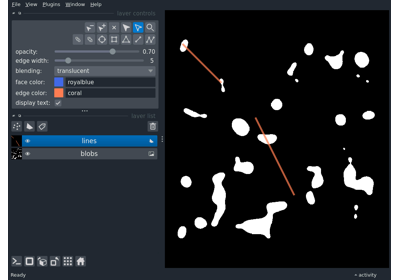 File View Plugins Window Help
layer controls
opacity: 0.70
edge width: 5
blending: translucent
face color: royalblue
edge color: coral
display text:
layer list
lines
blobs
Ready
activity